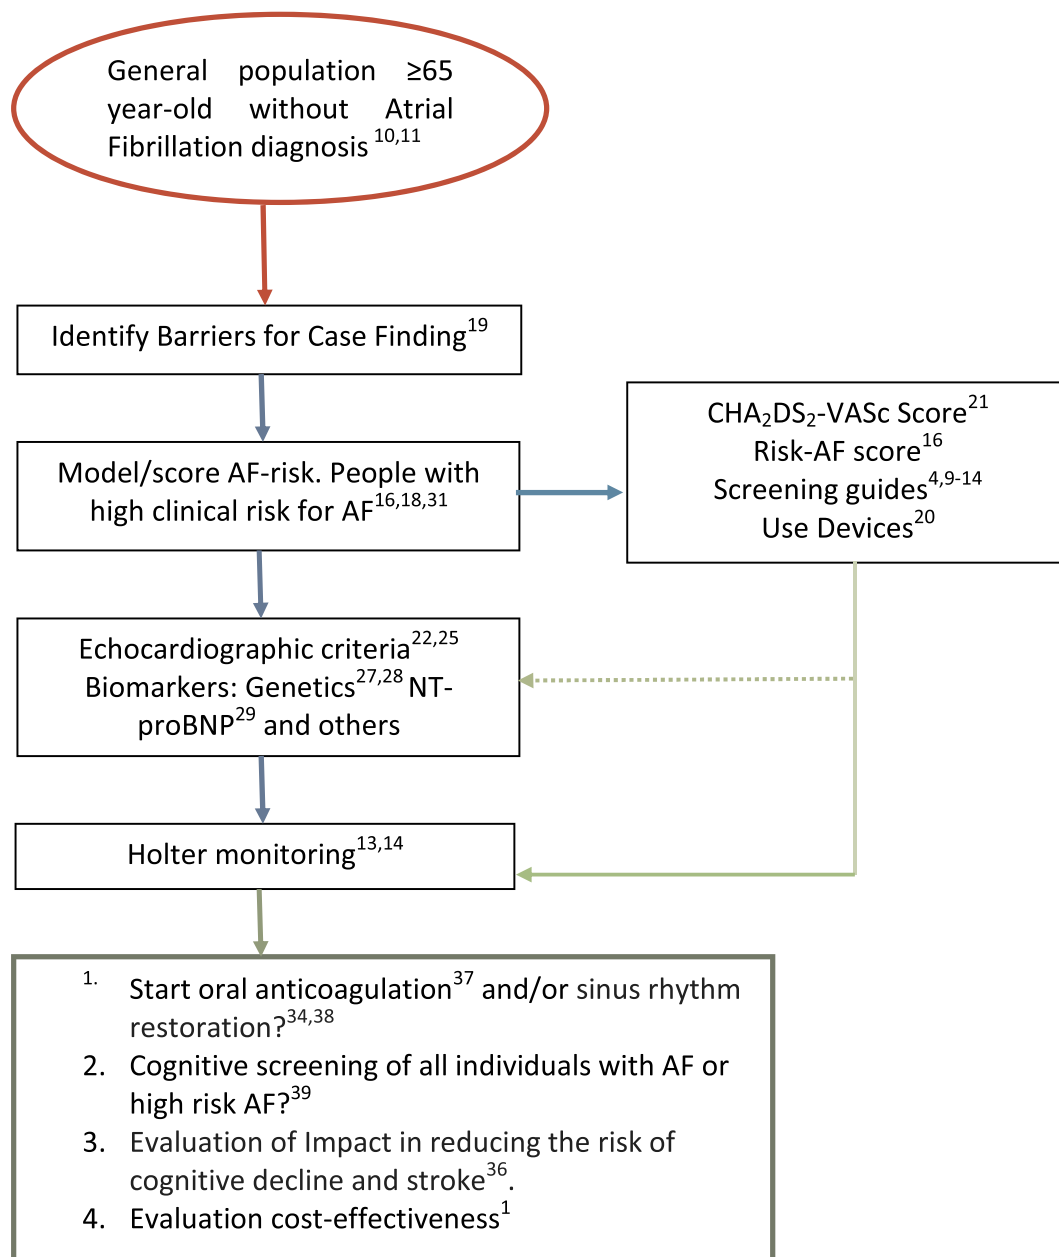 General population ≥65
year-old without Atrial
Fibrillation diagnosis 10,11
Identify Barriers for Case Finding19
Model/score AF-risk. People with
high clinical risk for AF16,18,31
CHA2DS2-VASc Score21
Risk-AF score16
Screening guides4,9-14
Use Devices20
Echocardiographic criteria22,25
Biomarkers: Genetics27,28 NT-
proBNP29 and others
Holter monitoring13,14
1. Start oral anticoagulation37 and/or sinus rhythm
restoration?34,38
2. Cognitive screening of all individuals with AF or
high risk AF?39
3. Evaluation of Impact in reducing the risk of
cognitive decline and stroke36.
4. Evaluation cost-effectiveness1